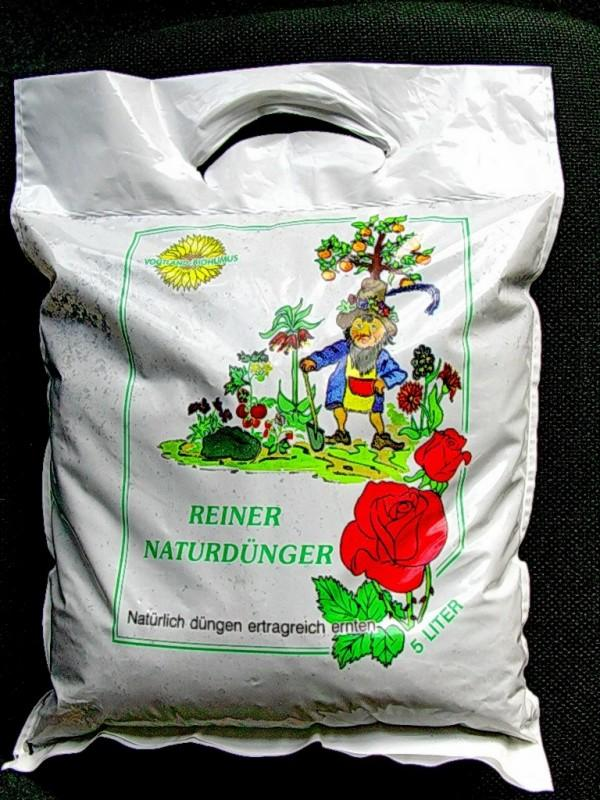 VOGTLAND-BIOHUMUS
REINER
NATURDÜNGER
Natürlich düngen ertragreich ernten
5 LITER